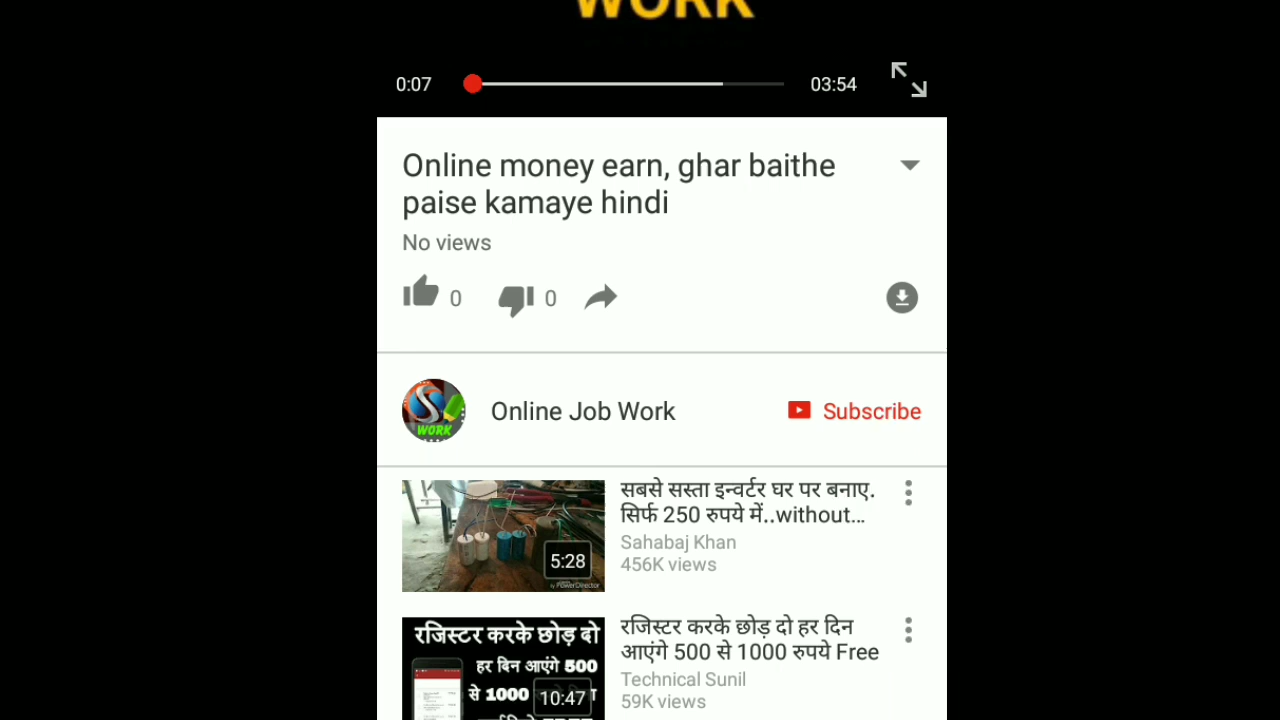 WORK
0:07
03:54
Online money earn, ghar baithe
paise kamaye hindi
No views
0
0
WORK
Online Job Work
Subscribe
5:28
by PowerDirector
सबसे सस्ता इन्वर्टर घर पर बनाए.
सिर्फ 250 रुपये में..without...
Sahabaj Khan
456K views
रजिस्टर करके छोड़ दो
हर दिन आएंगे 500
से 1000
10:47
रजिस्टर करके छोड़ दो हर दिन
आएंगे 500 से 1000 रुपये Free
Technical Sunil
59K views